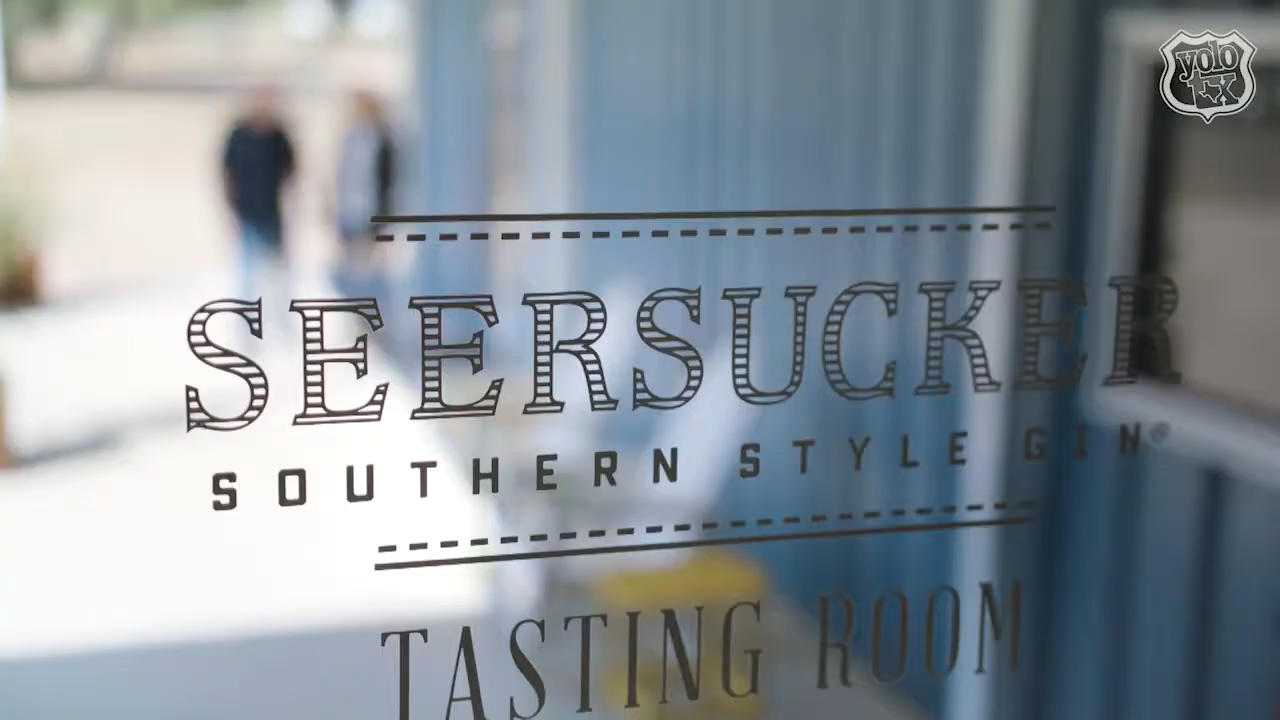 yolo
TX
SEERSUCKER
SOUTHERN STYLE GIN®
TASTING ROOM